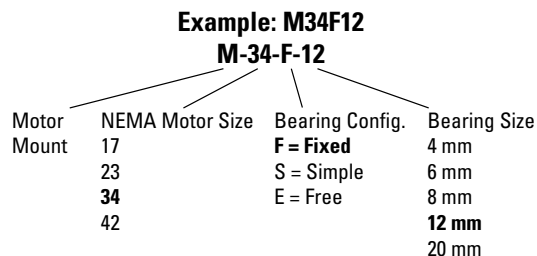 Example: M34F12
M-34-F-12
Motor Mount
NEMA Motor Size
17
23
34
42
Bearing Config.
F = Fixed
S = Simple
E = Free
Bearing Size
4 mm
6 mm
8 mm
12 mm
20 mm